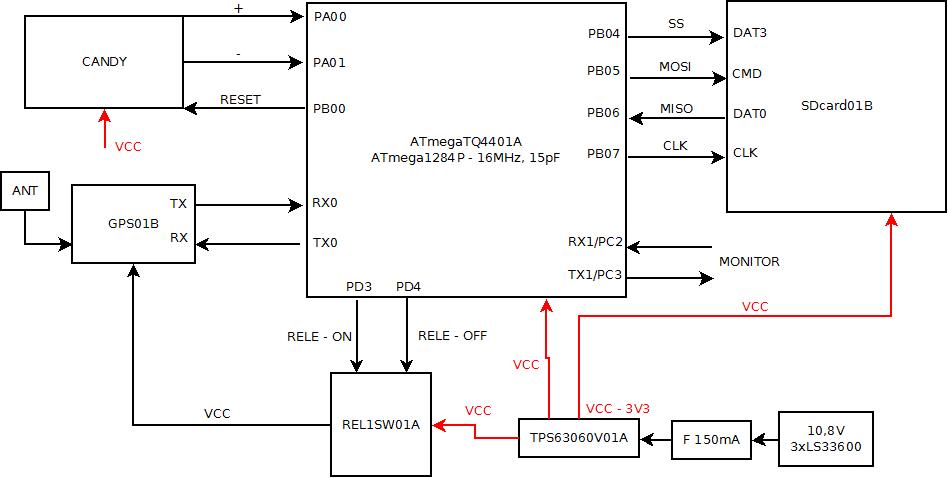 +
PA00
CANDY
-
PA01
RESET
PB00
VCC
ATmegaTQ4401A
ATmega1284P - 16MHz, 15pF
PB04
SS
DAT3
PB05
MOSI
CMD
PB06
MISO
DAT0
PB07
CLK
CLK
SDcard01B
ANT
GPS01B
TX
RX0
RX
TX0
RX1/PC2
TX1/PC3
MONITOR
PD3
PD4
RELE - ON
RELE - OFF
VCC
VCC
VCC
REL1SW01A
VCC
VCC - 3V3
TPS63060V01A
F 150mA
10,8V
3xLS33600